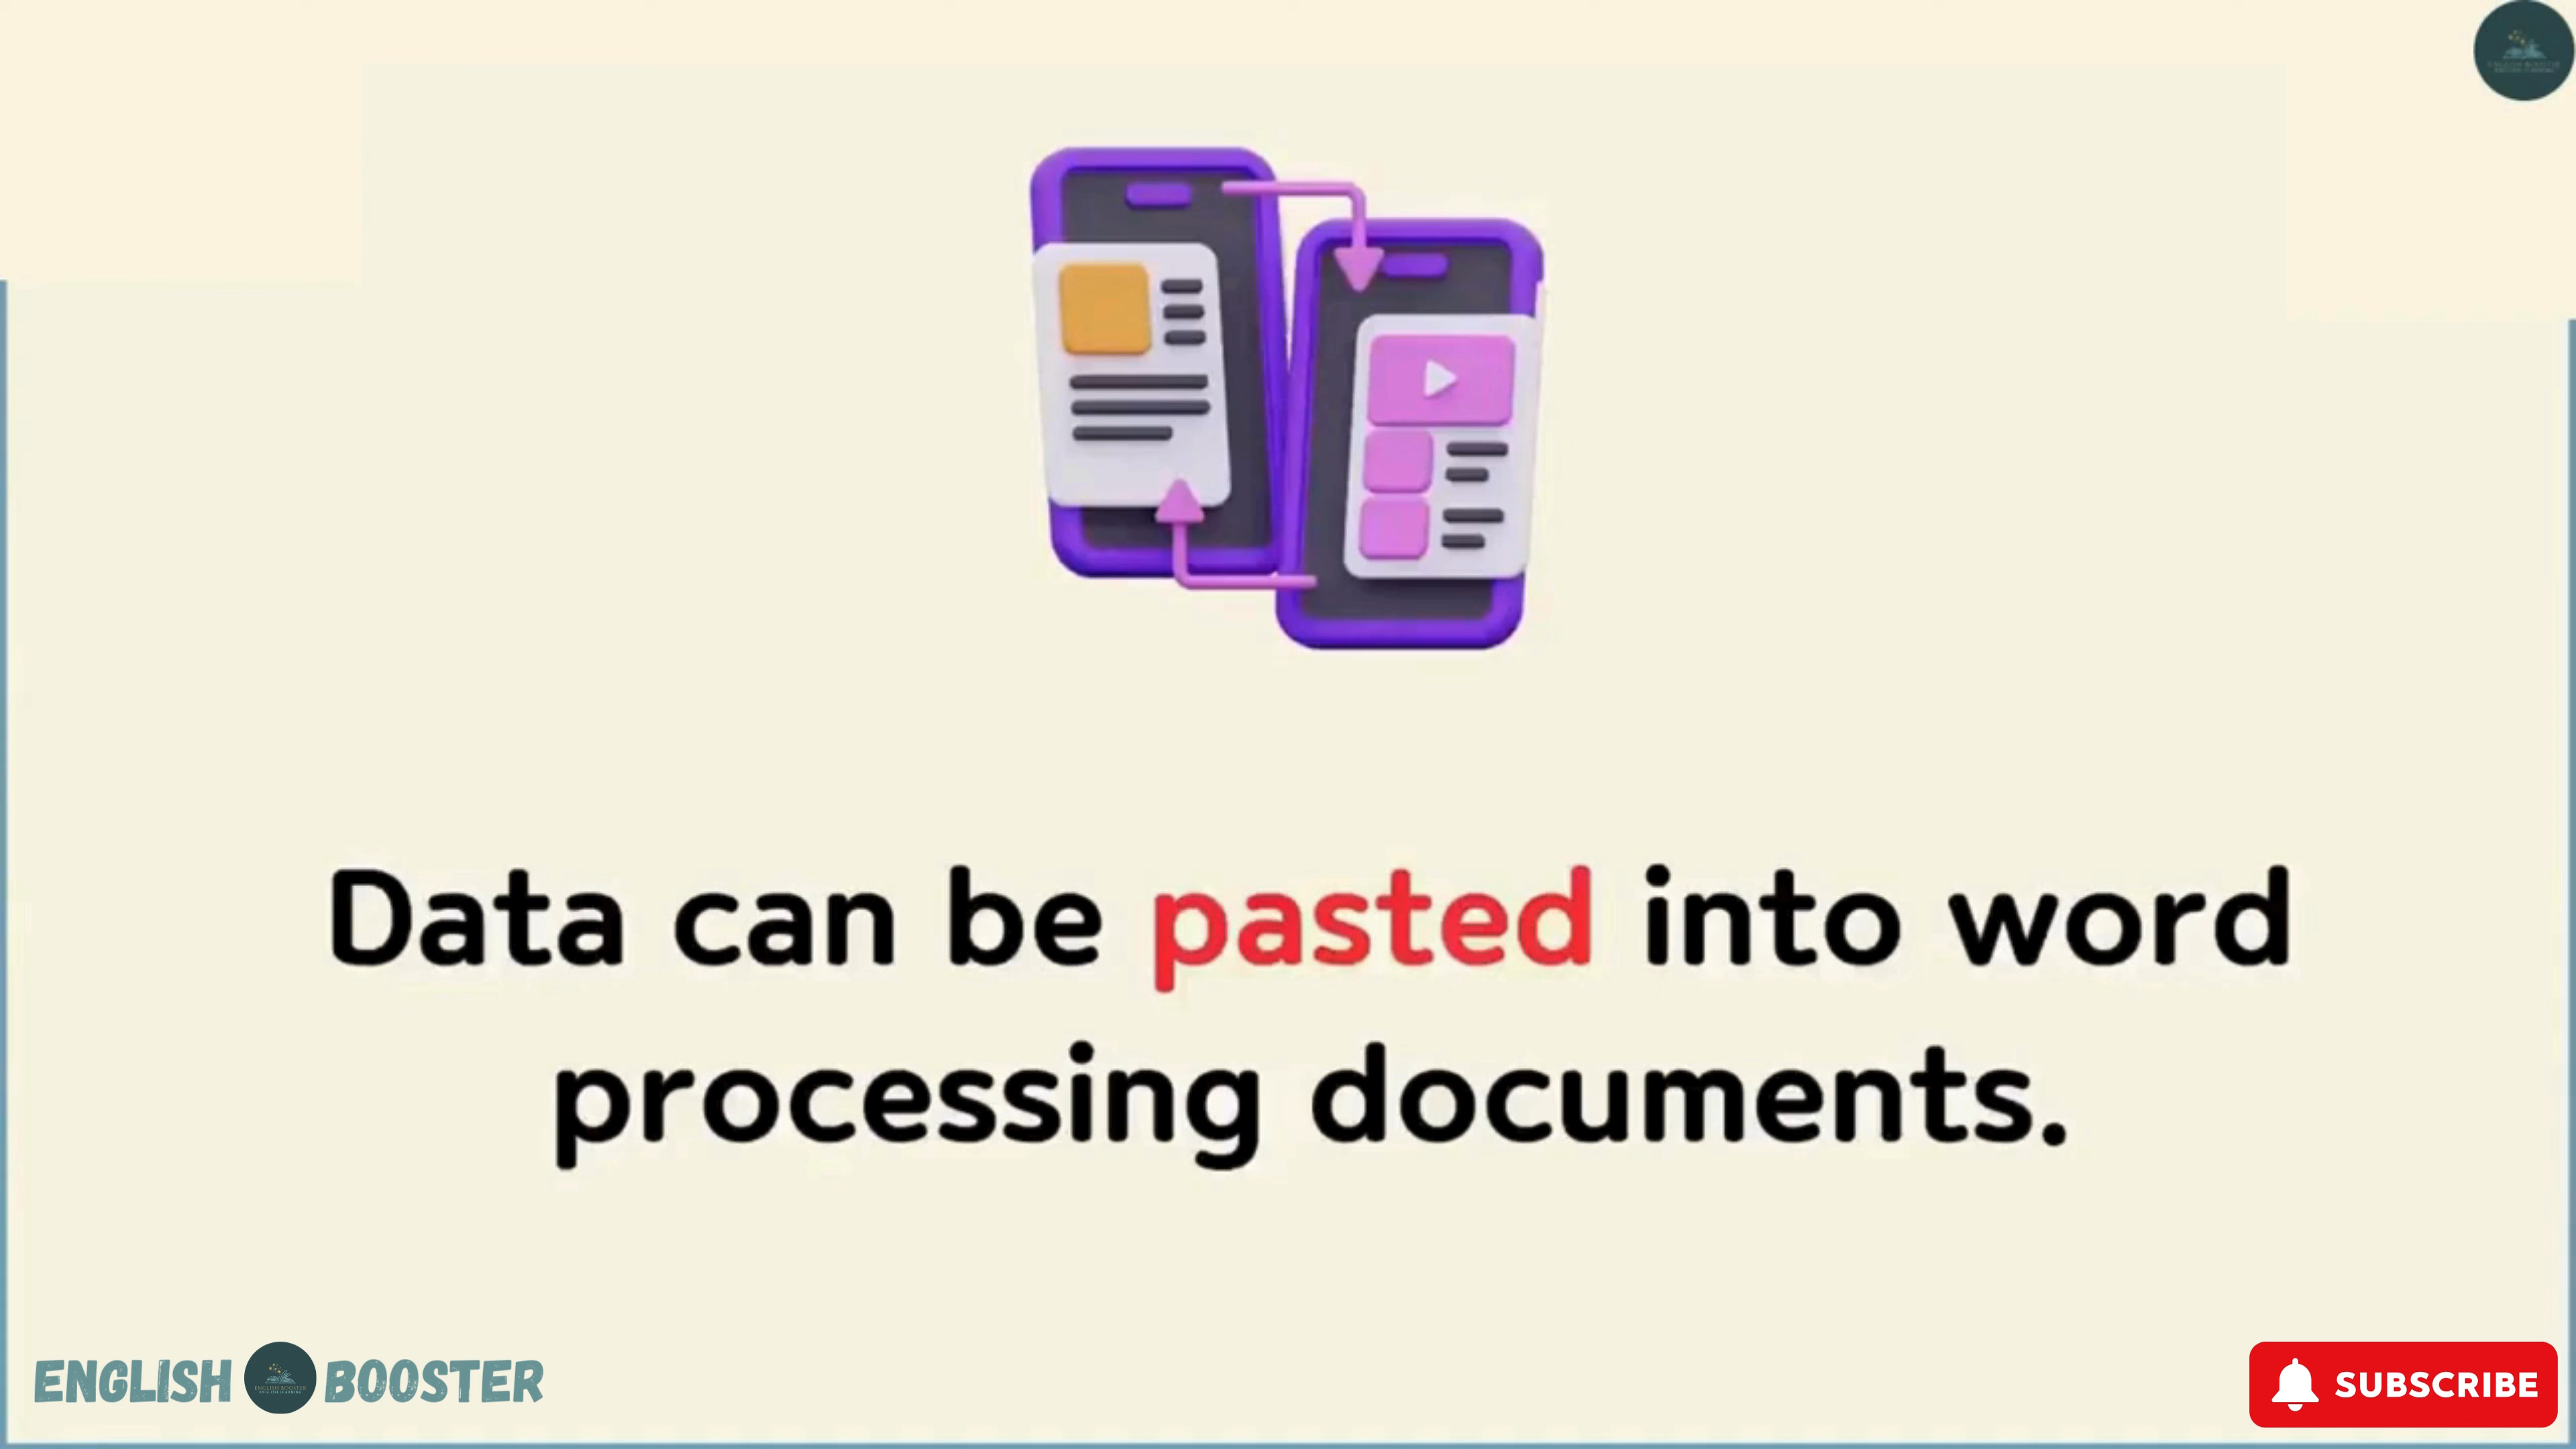 Data can be pasted into word
processing documents.
ENGLISH BOOSTER
SUBSCRIBE